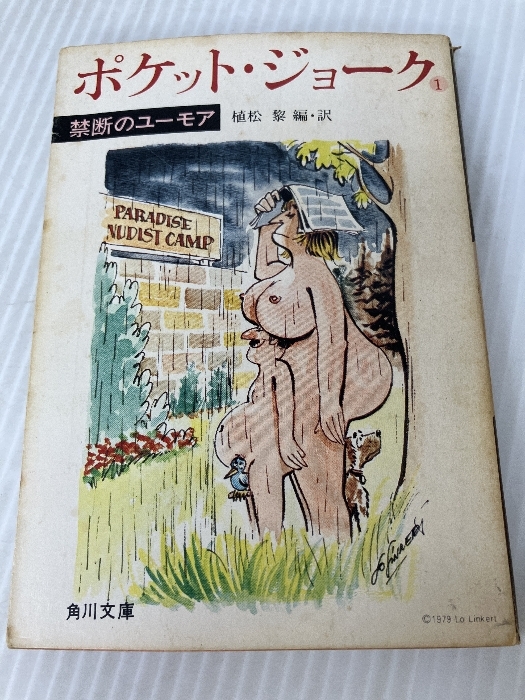 ポケット・ジョーク①
禁断のユーモア
植松 黎 編・訳
PARADISE
NUDIST CAMP
角川文庫
©1979 La Linkert